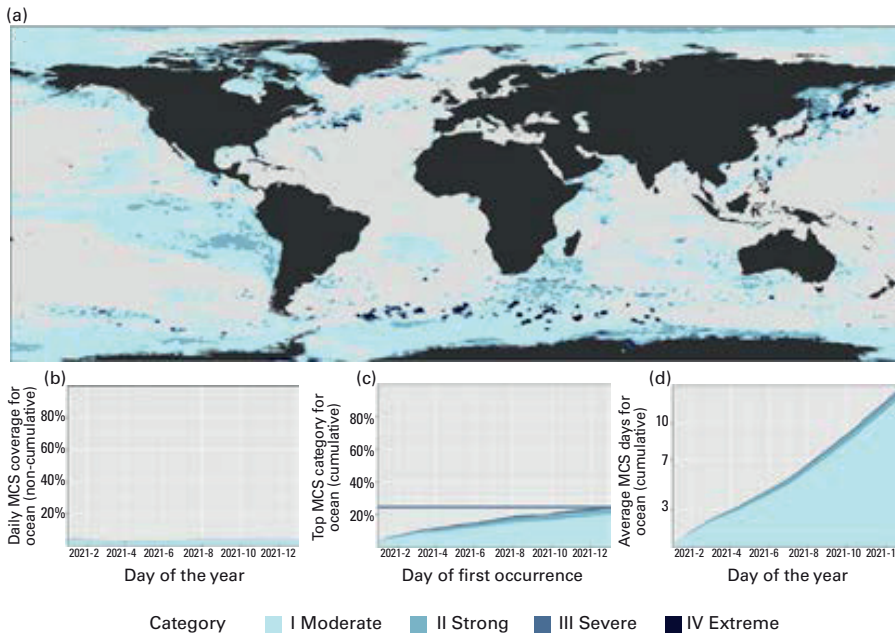 (a)
(b)
Daily MCS coverage for
ocean (non-cumulative)
80%
60%
40%
20%
2021-2 2021-4 2021-6 2021-8 2021-10 2021-12
Day of the year
(c)
Top MCS category for
ocean (cumulative)
80%
60%
40%
20%
2021-2 2021-4 2021-6 2021-8 2021-10 2021-12
Day of first occurrence
(d)
Average MCS days for
ocean (cumulative)
10
7
3
2021-2 2021-4 2021-6 2021-8 2021-10 2021-1
Day of the year
Category I Moderate II Strong III Severe IV Extreme